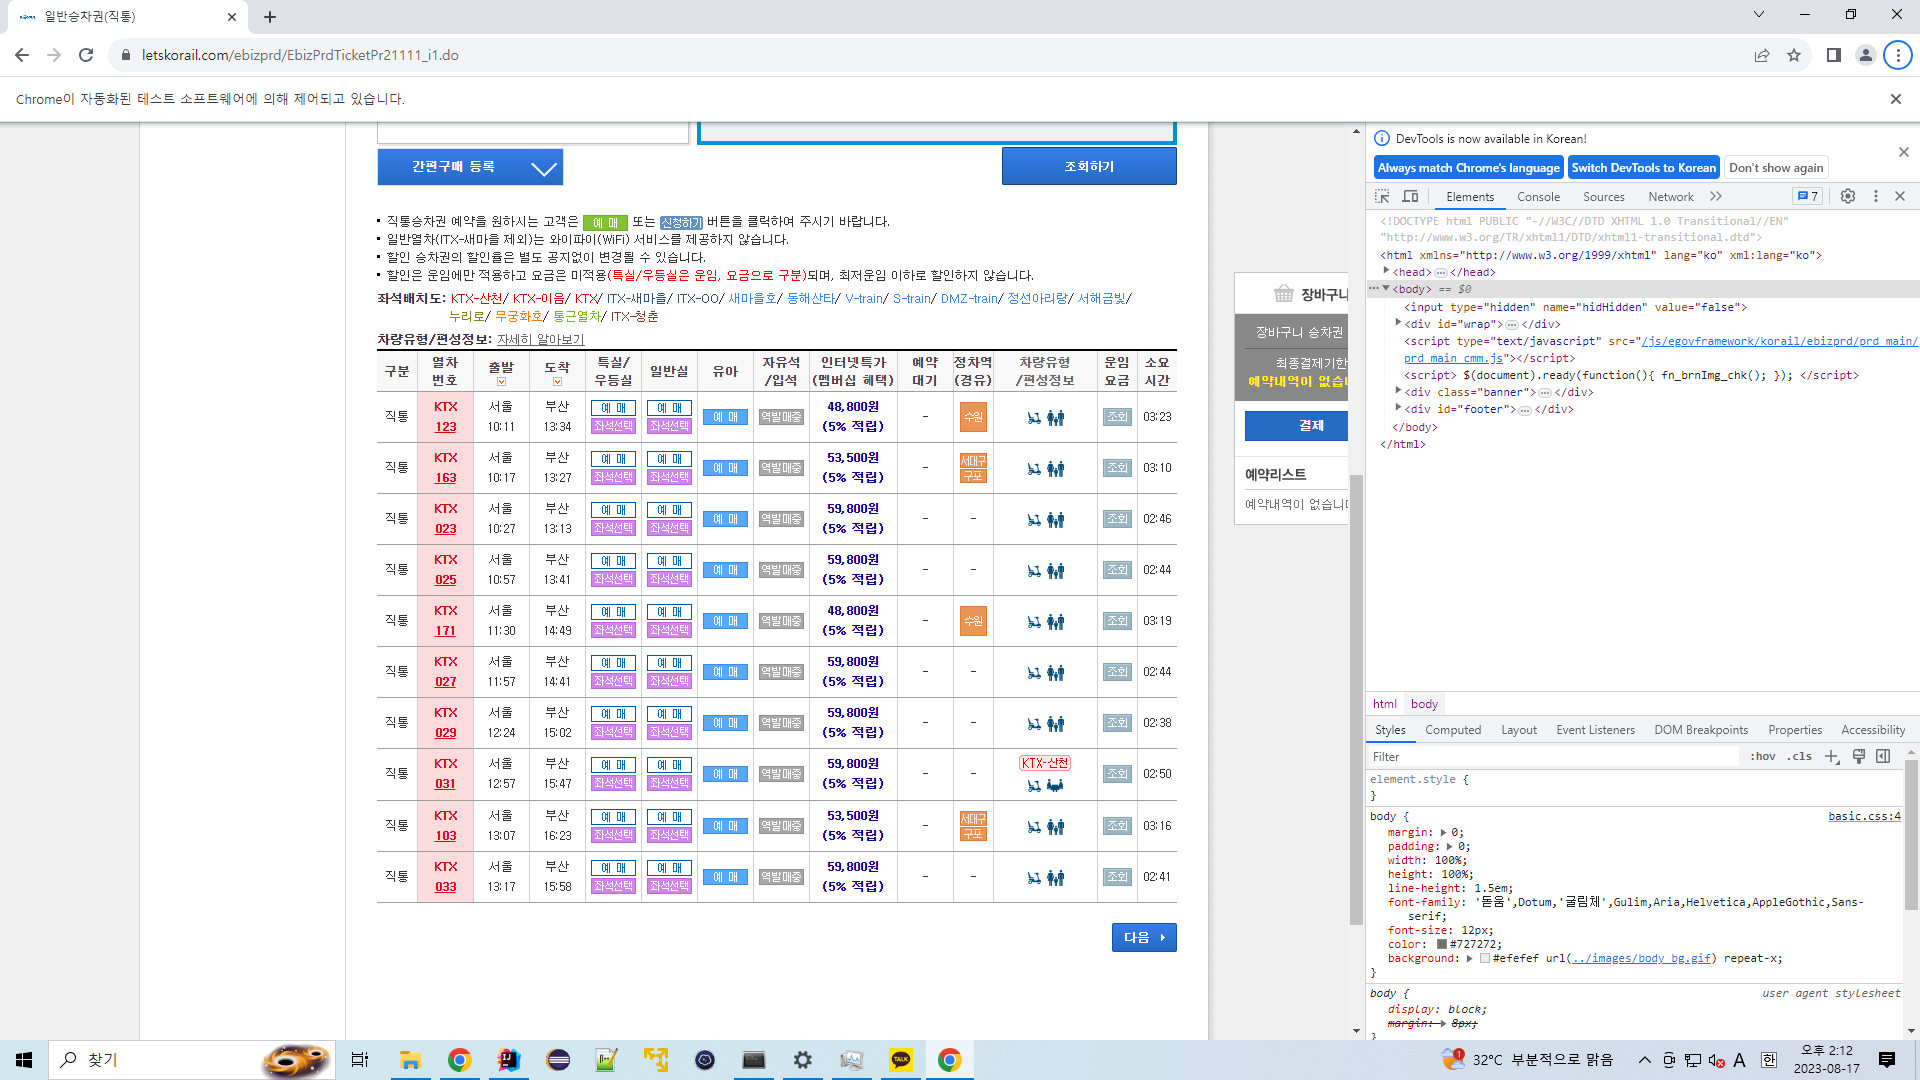 일반승차권(직통)
letskorail.com/ebizprd/EbizPrdTicketPr21111_i1.do
Chrome이 자동화된 테스트 소프트웨어에 의해 제어되고 있습니다.
간편구매 등록
조회하기
직통승차권 예약을 원하시는 고객은 예 매 또는 신청하기 버튼을 클릭하여 주시기 바랍니다.
일반열차(ITX-새마을 제외)는 와이파이(WiFi) 서비스를 제공하지 않습니다.
할인 승차권의 할인율은 별도 공지없이 변경될 수 있습니다.
할인은 운임에만 적용하고 요금은 미적용(특실/우등실은 운임, 요금으로 구분)되며, 최저운임 이하로 할인하지 않습니다.
좌석배치도: KTX-산천/ KTX-이음/ KTX/ ITX-새마을/ ITX-00/ 새마을호/ 동해산타/ V-train/ S-train/ DMZ-train/ 정선아리랑/ 서해금빛/
누리로/ 무궁화호/ 통근열차/ ITX-청춘
차량유형/편성정보: 자세히 알아보기
구분 열차 번호 출발 도착 특실/ 우등실 일반실 유아 자유석 /입석 인터넷특가 (멤버십 혜택) 예약 대기 정차역 (경유) 차량유형 /편성정보 운임 요금 소요 시간
직통 KTX 123 서울 10:11 부산 13:34 예 매 좌석선택 예 매 좌석선택 예 매 역발매중 48,800원 (5% 적립) - 수원 조회 03:23
직통 KTX 163 서울 10:17 부산 13:27 예 매 좌석선택 예 매 좌석선택 예 매 역발매중 53,500원 (5% 적립) - 서대구 구포 조회 03:10
직통 KTX 023 서울 10:27 부산 13:13 예 매 좌석선택 예 매 좌석선택 예 매 역발매중 59,800원 (5% 적립) - - 조회 02:46
직통 KTX 025 서울 10:57 부산 13:41 예 매 좌석선택 예 매 좌석선택 예 매 역발매중 59,800원 (5% 적립) - - 조회 02:44
직통 KTX 171 서울 11:30 부산 14:49 예 매 좌석선택 예 매 좌석선택 예 매 역발매중 48,800원 (5% 적립) - 수원 조회 03:19
직통 KTX 027 서울 11:57 부산 14:41 예 매 좌석선택 예 매 좌석선택 예 매 역발매중 59,800원 (5% 적립) - - 조회 02:44
직통 KTX 029 서울 12:24 부산 15:02 예 매 좌석선택 예 매 좌석선택 예 매 역발매중 59,800원 (5% 적립) - - 조회 02:38
직통 KTX 031 서울 12:57 부산 15:47 예 매 좌석선택 예 매 좌석선택 예 매 역발매중 59,800원 (5% 적립) - - KTX-산천 조회 02:50
직통 KTX 103 서울 13:07 부산 16:23 예 매 좌석선택 예 매 좌석선택 예 매 역발매중 53,500원 (5% 적립) - 서대구 구포 조회 03:16
직통 KTX 033 서울 13:17 부산 15:58 예 매 좌석선택 예 매 좌석선택 예 매 역발매중 59,800원 (5% 적립) - - 조회 02:41
다음
장바구니
장바구니 승차권
최종결제기한
예약내역이 없습니
결제
예약리스트
예약내역이 없습니다
DevTools is now available in Korean!
Always match Chrome's language Switch DevTools to Korean Don't show again
Elements Console Sources Network 7
<!DOCTYPE html PUBLIC "-//W3C//DTD XHTML 1.0 Transitional//EN"
"http://www.w3.org/TR/xhtml1/DTD/xhtml1-transitional.dtd">
<html xmlns="http://www.w3.org/1999/xhtml" lang="ko" xml:lang="ko">
<head>…</head>
<body> == $0
<input type="hidden" name="hidHidden" value="false">
<div id="wrap">…</div>
<script type="text/javascript" src="/js/egovframework/korail/ebizprd/prd_main/
prd_main_cmm.js"></script>
<script> $(document).ready(function(){ fn_brnImg_chk(); }); </script>
<div class="banner">…</div>
<div id="footer">…</div>
</body>
</html>
html body
Styles Computed Layout Event Listeners DOM Breakpoints Properties Accessibility
Filter :hov .cls
element.style {
}
body { basic.css:4
margin: 0;
padding: 0;
width: 100%;
height: 100%;
line-height: 1.5em;
font-family: '돋움',Dotum,'굴림체',Gulim,Aria,Helvetica,AppleGothic,Sans-
serif;
font-size: 12px;
color: #727272;
background: #efefef url(../images/body_bg.gif) repeat-x;
}
body { user agent stylesheet
display: block;
margin: 8px;
}
찾기
TALK
1
32°C 부분적으로 맑음
A 한
오후 2:12
2023-08-17